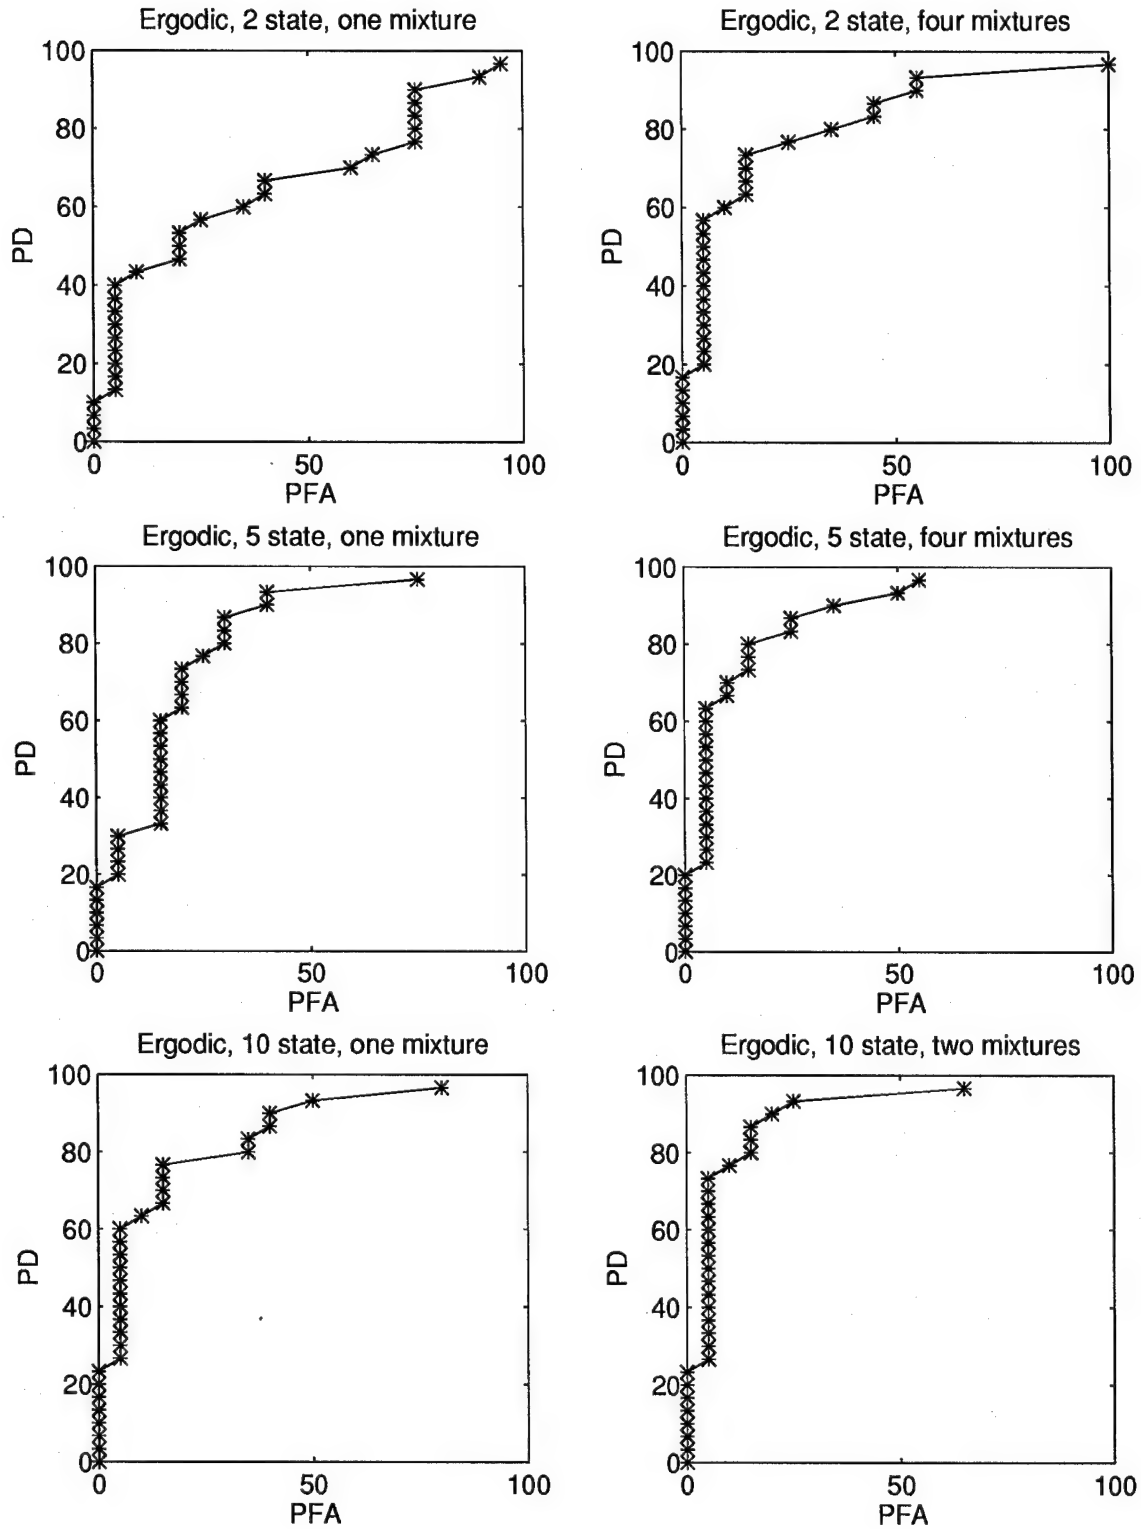 Ergodic, 2 state, one mixture
100
80
60
40
20
0
PD
0 50 100
PFA
Ergodic, 2 state, four mixtures
100
80
60
40
20
0
PD
0 50 100
PFA
Ergodic, 5 state, one mixture
100
80
60
40
20
0
PD
0 50 100
PFA
Ergodic, 5 state, four mixtures
100
80
60
40
20
0
PD
0 50 100
PFA
Ergodic, 10 state, one mixture
100
80
60
40
20
0
PD
0 50 100
PFA
Ergodic, 10 state, two mixtures
100
80
60
40
20
0
PD
0 50 100
PFA